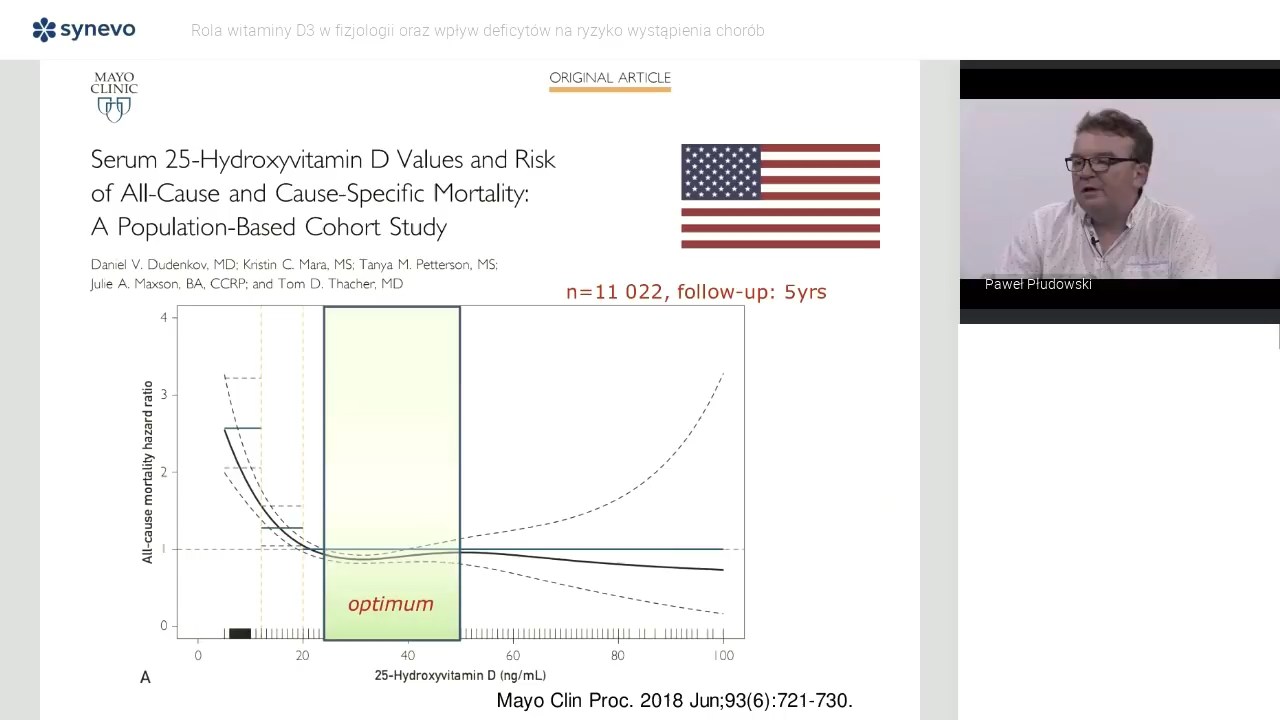 synevo
Rola witaminy D3 w fizjologii oraz wpływ deficytów na ryzyko wystąpienia chorób
MAYO
CLINIC
ORIGINAL ARTICLE
Serum 25-Hydroxyvitamin D Values and Risk
of All-Cause and Cause-Specific Mortality:
A Population-Based Cohort Study
Daniel V. Dudenkov, MD; Kristin C. Mara, MS; Tanya M. Petterson, MS;
Julie A. Maxson, BA, CCRP; and Tom D. Thacher, MD
n=11 022, follow-up: 5yrs
Paweł Płudowski
All-cause mortality hazard ratio
4
3
2
1
0
optimum
0 20 40 60 80 100
25-Hydroxyvitamin D (ng/mL)
A
Mayo Clin Proc. 2018 Jun;93(6):721-730.